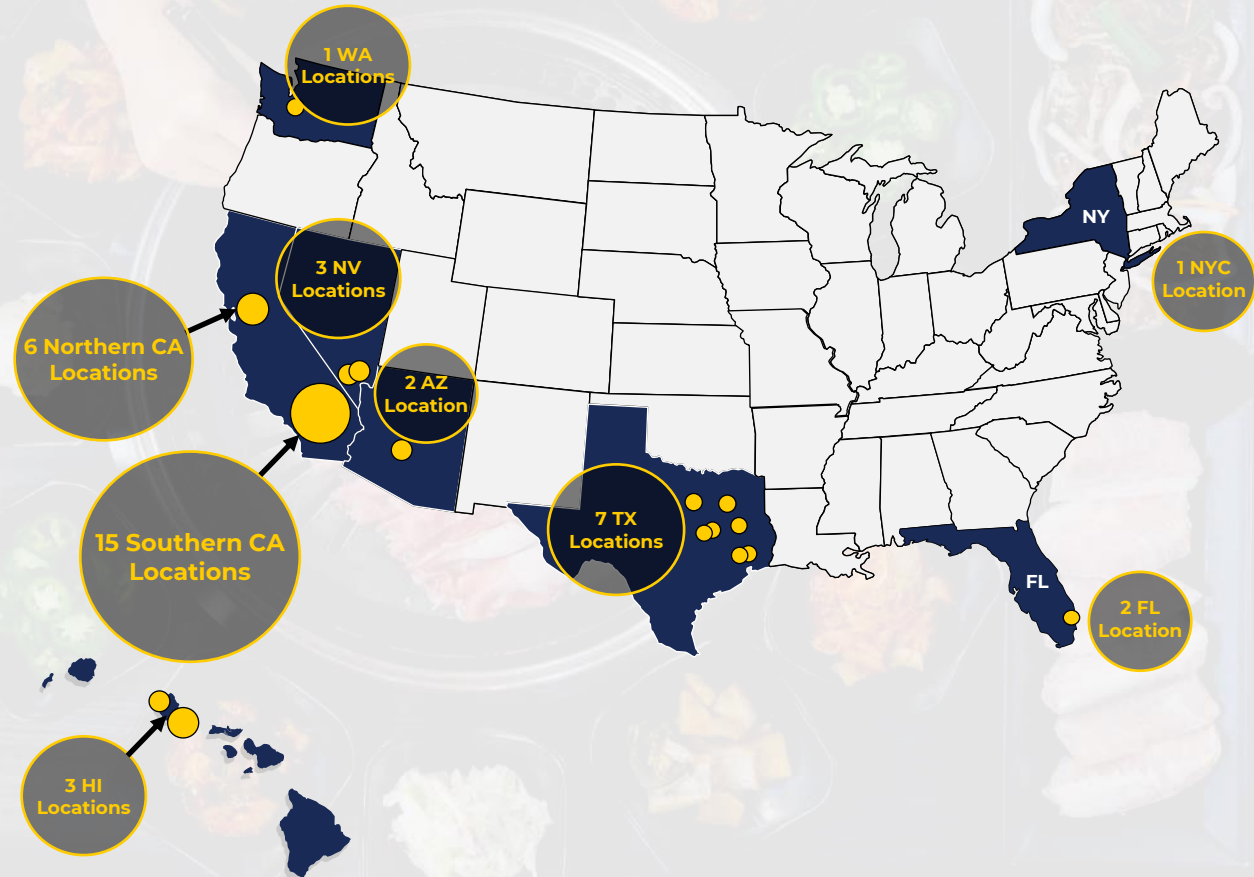 1 WA
Locations
NY
3 NV
Locations
1 NYC
Location
6 Northern CA
Locations
2 AZ
Location
15 Southern CA
Locations
7 TX
Locations
FL
2 FL
Location
3 HI
Locations